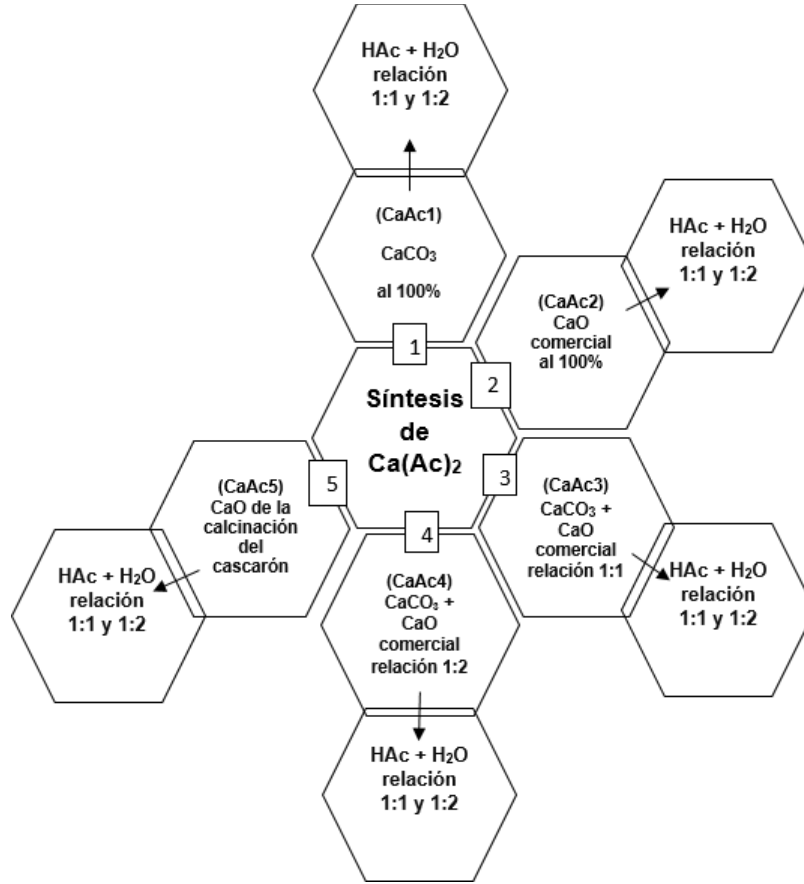 HAc + H₂O
relación
1:1 y 1:2
(CaAc1)
CaCO₃
al 100%
1
HAc + H₂O
relación
1:1 y 1:2
(CaAc2)
CaO
comercial
al 100%
2
Síntesis
de
Ca(Ac)₂
3
(CaAc3)
CaCO₃ +
CaO
comercial
relación 1:1
HAc + H₂O
relación
1:1 y 1:2
4
(CaAc4)
CaCO₃ +
CaO
comercial
relación 1:2
HAc + H₂O
relación
1:1 y 1:2
5
(CaAc5)
CaO de la
calcinación
del
cascarón
HAc + H₂O
relación
1:1 y 1:2